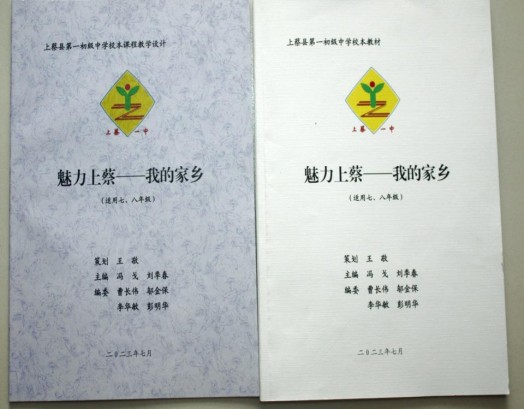 上蔡县第一初级中学校本课程教学设计
上蔡 一中
魅力上蔡——我的家乡
（适用七、八年级）
策划 王敬
主编 冯戈 刘季春
编委 曹长伟 邬金保
李华敏 彭明华
二〇二三年七月
上蔡县第一初级中学校本教材
上蔡 一中
魅力上蔡——我的家乡
（适用七、八年级）
策划 王敬
主编 冯戈 刘季春
编委 曹长伟 邬金保
李华敏 彭明华
二〇二三年七月